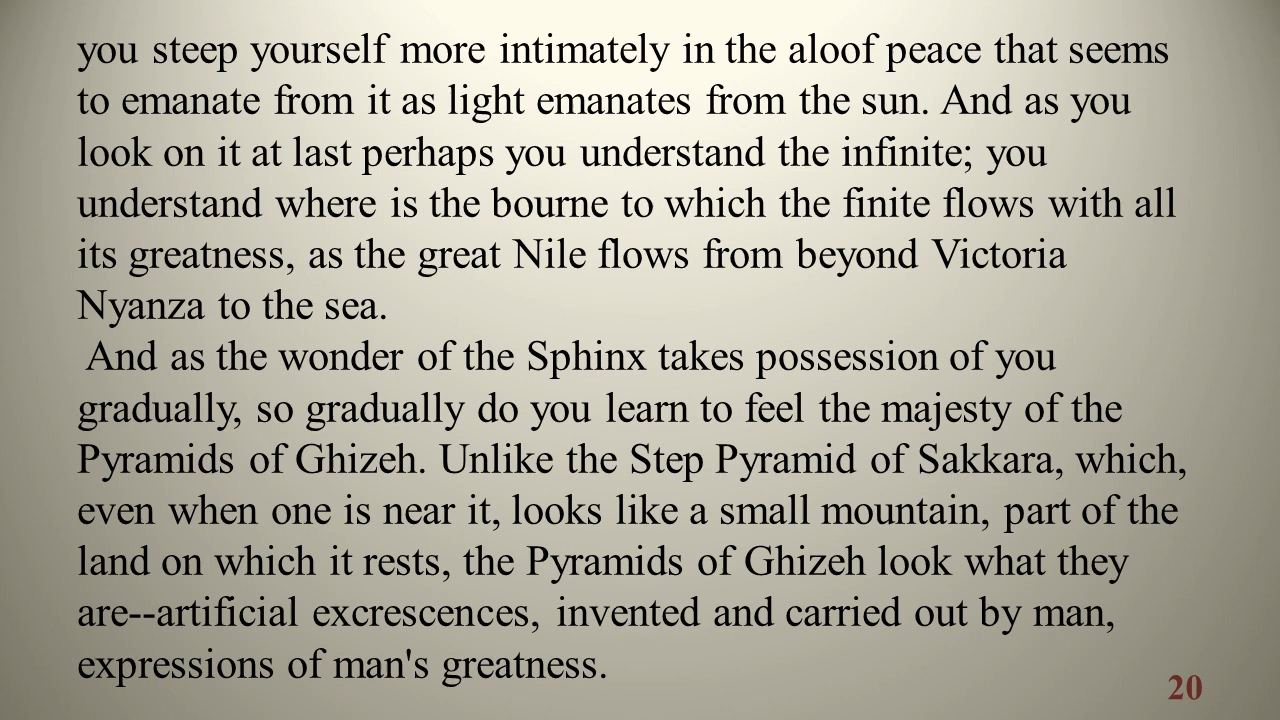 you steep yourself more intimately in the aloof peace that seems
to emanate from it as light emanates from the sun. And as you
look on it at last perhaps you understand the infinite; you
understand where is the bourne to which the finite flows with all
its greatness, as the great Nile flows from beyond Victoria
Nyanza to the sea.
And as the wonder of the Sphinx takes possession of you
gradually, so gradually do you learn to feel the majesty of the
Pyramids of Ghizeh. Unlike the Step Pyramid of Sakkara, which,
even when one is near it, looks like a small mountain, part of the
land on which it rests, the Pyramids of Ghizeh look what they
are--artificial excrescences, invented and carried out by man,
expressions of man's greatness.
20